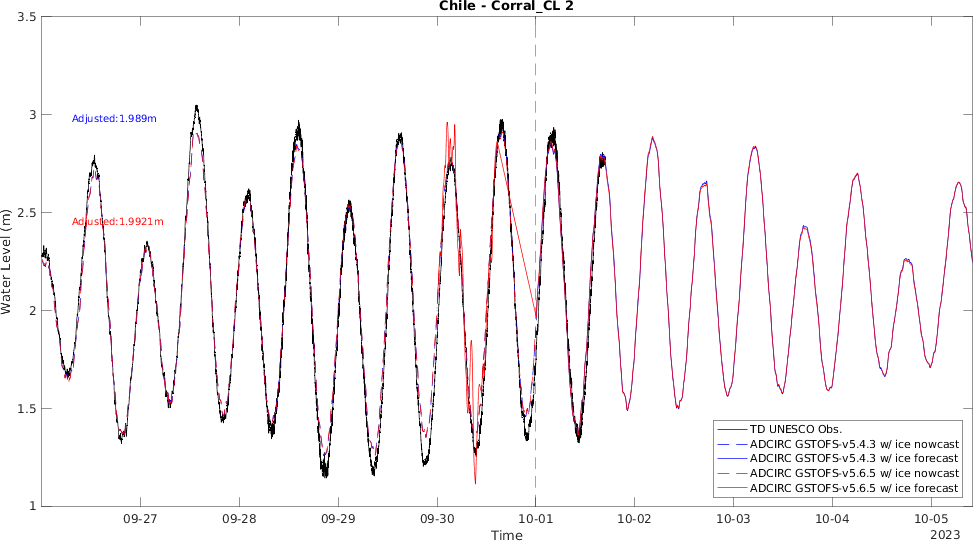 Chile - Corral_CL 2
3.5
3
2.5
2
1.5
1
Water Level (m)
Adjusted:1.989m
Adjusted:1.9921m
TD UNESCO Obs.
ADCIRC GSTOFS-v5.4.3 w/ ice nowcast
ADCIRC GSTOFS-v5.4.3 w/ ice forecast
ADCIRC GSTOFS-v5.6.5 w/ ice nowcast
ADCIRC GSTOFS-v5.6.5 w/ ice forecast
09-27 09-28 09-29 09-30 10-01 10-02 10-03 10-04 10-05
Time
2023